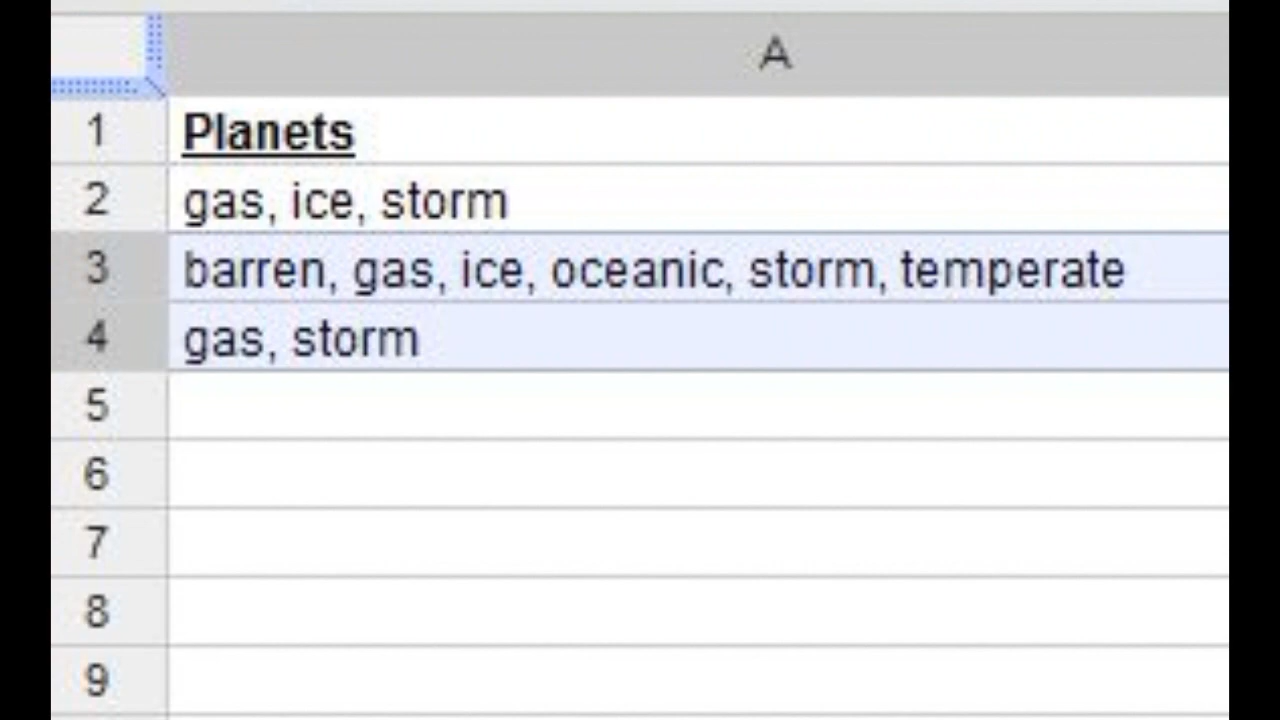 A
1 Planets
2 gas, ice, storm
3 barren, gas, ice, oceanic, storm, temperate
4 gas, storm
5
6
7
8
9